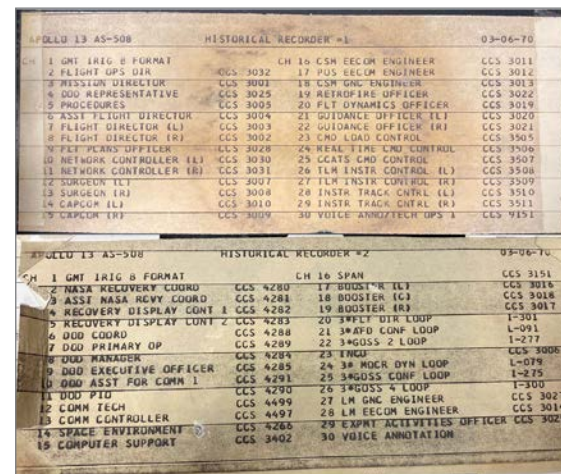 APOLLO 13 AS-508 HISTORICAL RECORDER =1 03-06-70
CH 1 GMT IRIG B FORMAT CH 16 CSM EECOM ENGINEER CCS 3011
2 FLIGHT OPS DIR CCS 3032 17 POS EECOM ENGINEER CCS 3012
3 MISSION DIRECTOR CCS 3001 18 CSM GNC ENGINEER CCS 3013
4 DOD REPRESENTATIVE CCS 3025 19 RETROFIRE OFFICER CCS 3022
5 PROCEDURES CCS 3005 20 FLT DYNAMICS OFFICER CCS 3019
6 ASST FLIGHT DIRECTOR CCS 3004 21 GUIDANCE OFFICER (L) CCS 3020
7 FLIGHT DIRECTOR (L) CCS 3003 22 GUIDANCE OFFICER (R) CCS 3021
8 FLIGHT DIRECTOR (R) CCS 3002 23 CMD LOAD CONTROL CCS 3505
9 FLT PLANS OFFICER CCS 3028 24 REAL TIME CMD CONTROL CCS 3506
10 NETWORK CONTROLLER (L) CCS 3030 25 CCATS CMD CONTROL CCS 3507
11 NETWORK CONTROLLER (R) CCS 3031 26 TLM INSTR CONTROL (L) CCS 3508
12 SURGEON (L) CCS 3007 27 TLM INSTR CONTROL (R) CCS 3509
13 SURGEON (R) CCS 3008 28 INSTR TRACK CNTRL (L) CCS 3510
14 CAPCOM (L) CCS 3010 29 INSTR TRACK CNTRL (R) CCS 3511
15 CAPCOM (R) CCS 3009 30 VOICE ANNO/TECH OPS 1 CCS 9151
APOLLO 13 AS-508 HISTORICAL RECORDER =2 03-06-70
CH 1 GMT IRIG B FORMAT CH 16 SPAN CCS 3151
2 NASA RECOVERY COORD CCS 4280 17 BOOSTER (L) CCS 3016
3 ASST NASA RCVY COORD CCS 4281 18 BOOSTER (C) CCS 3018
4 RECOVERY DISPLAY CONT 1 CCS 4282 19 BOOSTER (R) CCS 3017
5 RECOVERY DISPLAY CONT 2 CCS 4283 20 3*FLT DIR LOOP I-301
6 DOD COORD CCS 4288 21 3*AFD CONF LOOP L-091
7 DOD PRIMARY OP CCS 4289 22 3*GOSS 2 LOOP I-277
8 DOD MANAGER CCS 4284 23 INCO CCS 3006
9 DOD EXECUTIVE OFFICER CCS 4285 24 3* MOCR DYN LOOP L-079
10 DOD ASST FOR COMM 1 CCS 4291 25 3*GOSS CONF LOOP I-275
11 DOD PIO CCS 4290 26 3*GOSS 4 LOOP I-300
12 COMM TECH CCS 4499 27 LM GNC ENGINEER CCS
13 COMM CONTROLLER CCS 4497 28 LM EECOM ENGINEER CCS
14 SPACE ENVIRONMENT CCS 4266 29 EXPMT ACTIVITIES OFFICER CCS
15 COMPUTER SUPPORT CCS 3402 30 VOICE ANNOTATION